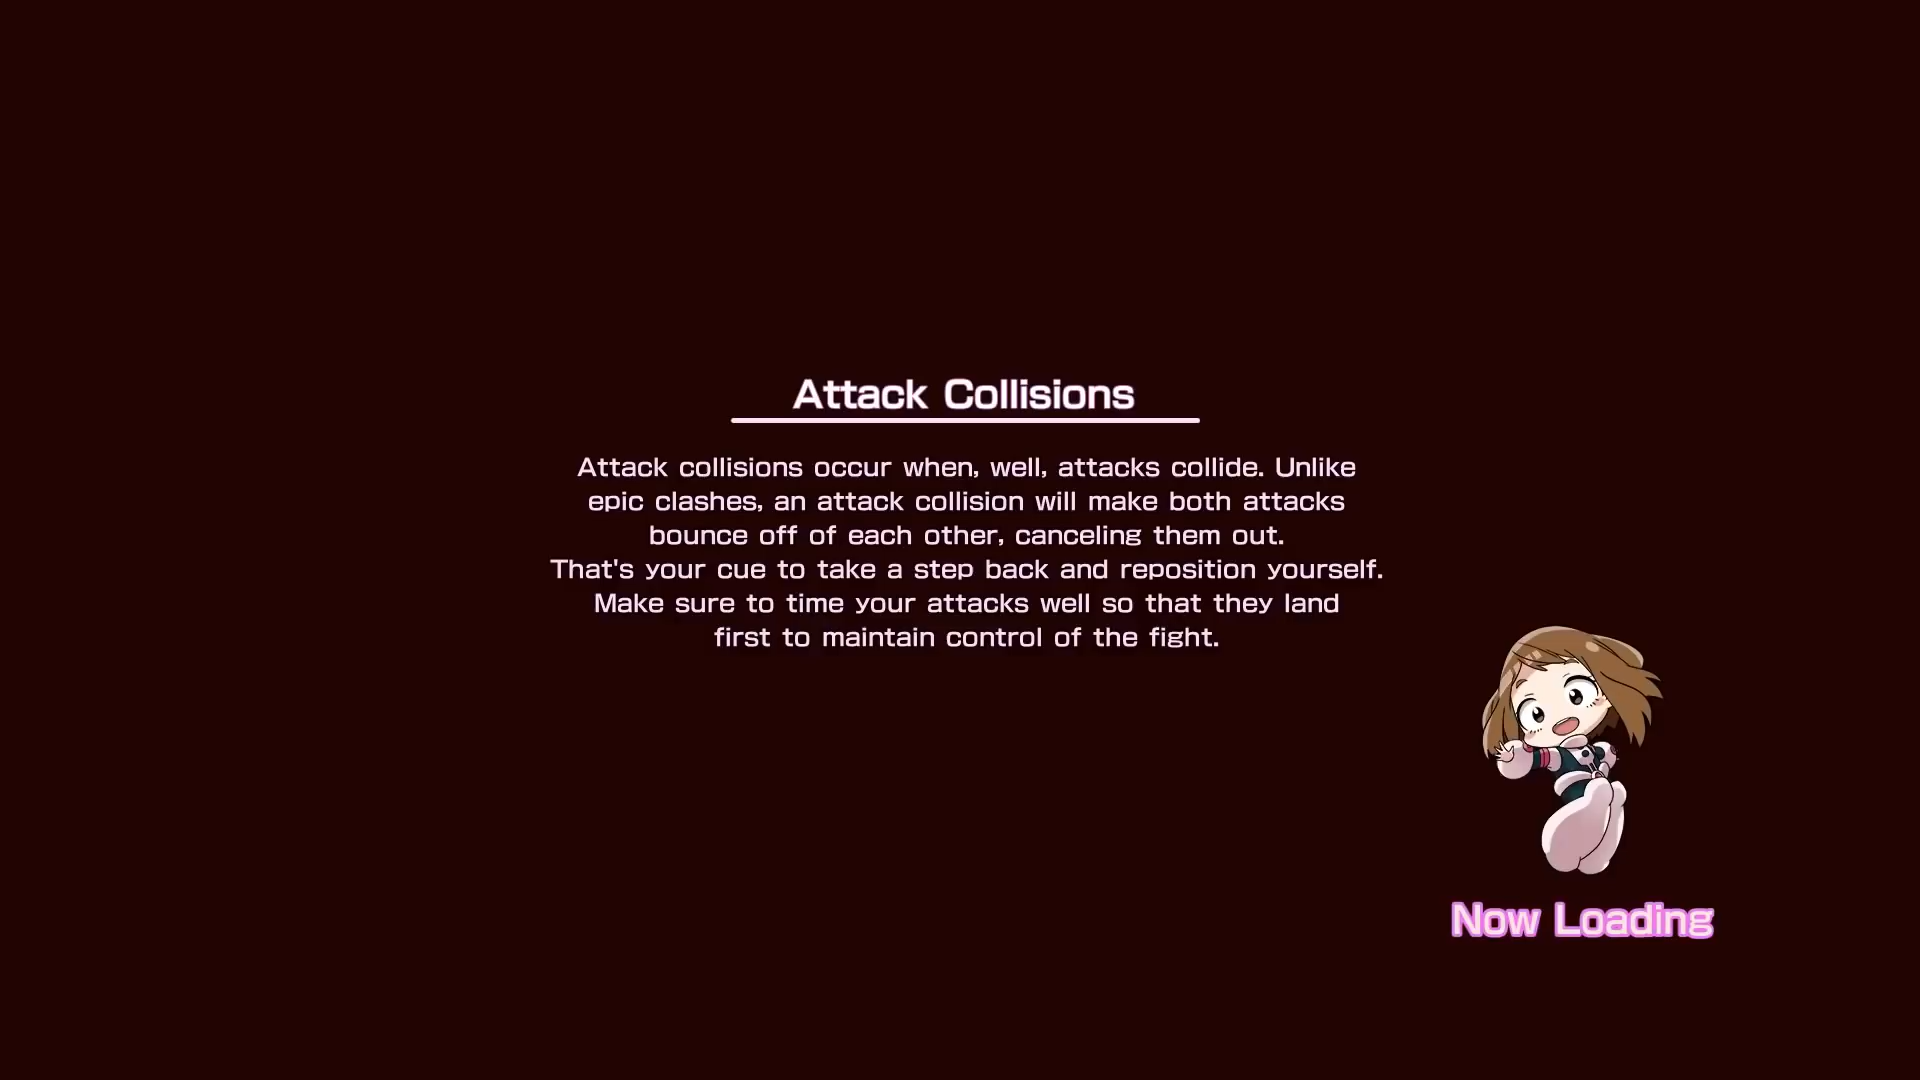 Attack Collisions
Attack collisions occur when, well, attacks collide. Unlike
epic clashes, an attack collision will make both attacks
bounce off of each other, canceling them out.
That's your cue to take a step back and reposition yourself.
Make sure to time your attacks well so that they land
first to maintain control of the fight.
Now Loading